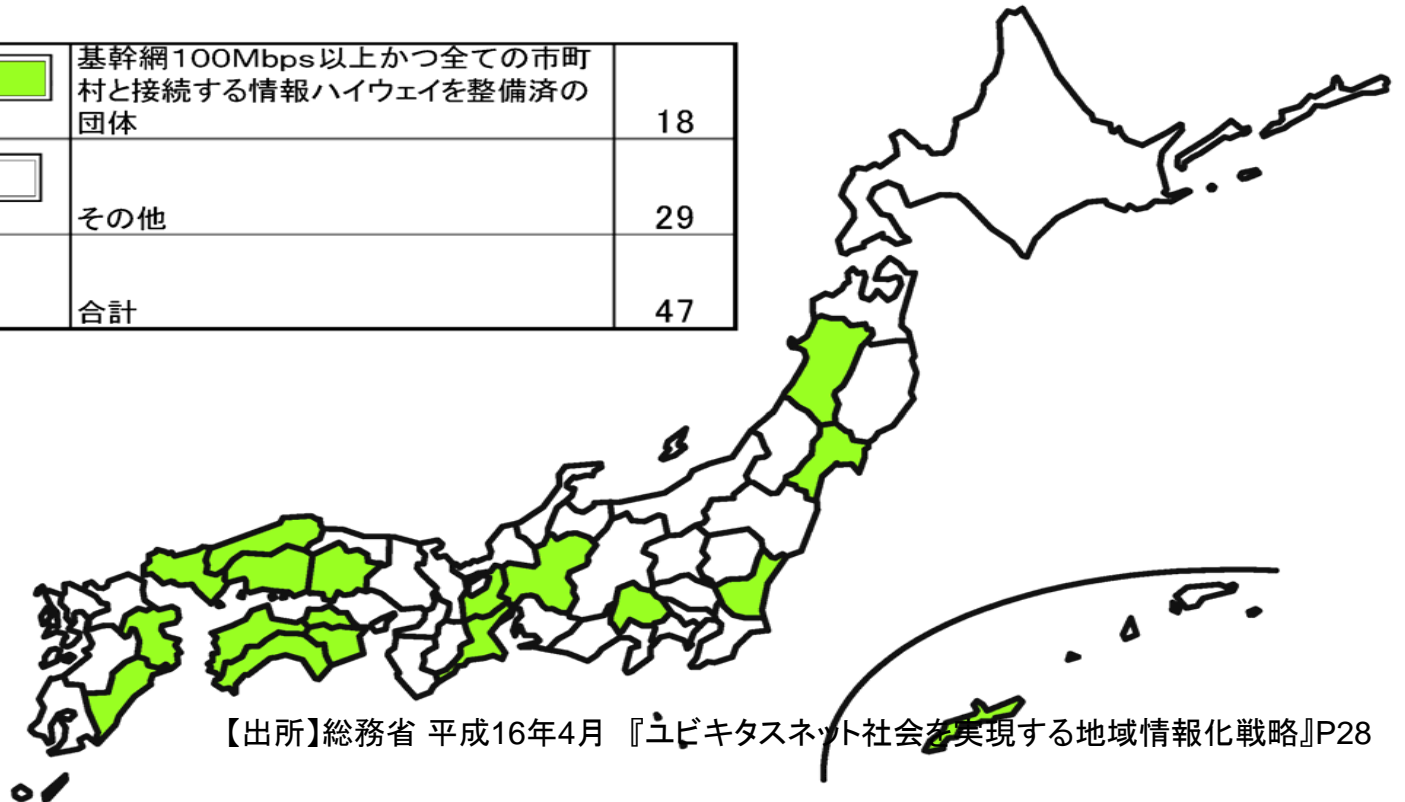 基幹網100Mbps以上かつ全ての市町
村と接続する情報ハイウェイを整備済の
団体 18
その他 29
合計 47
【出所】総務省 平成16年4月 『ユビキタスネット社会を実現する地域情報化戦略』P28